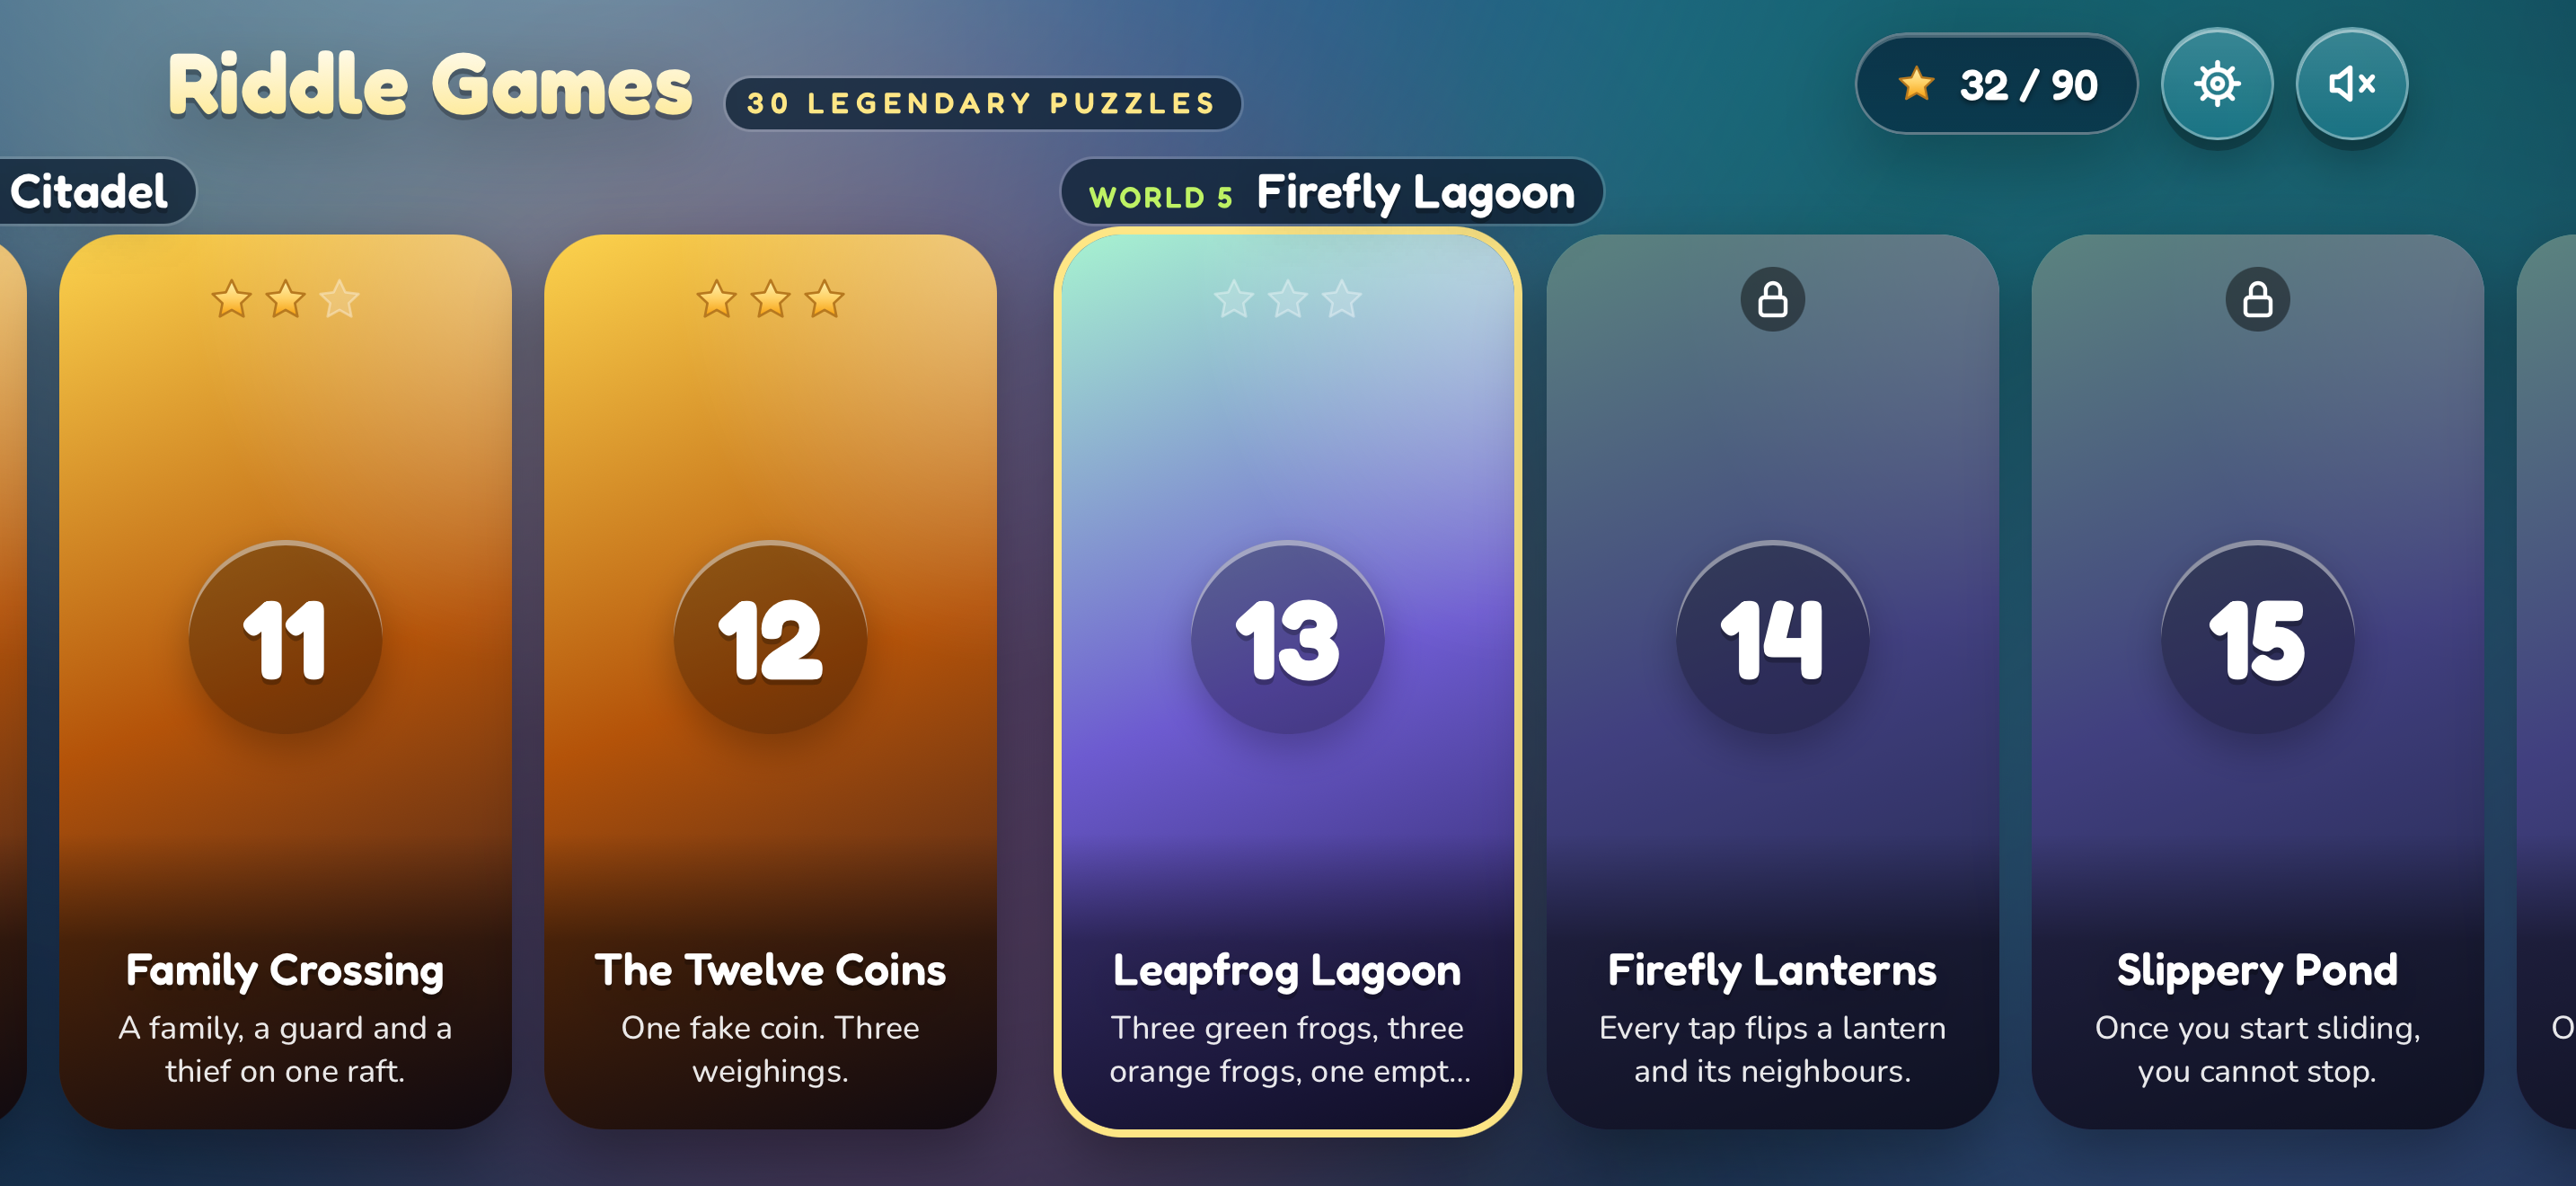 Riddle Games
30 LEGENDARY PUZZLES
32 / 90
Citadel
WORLD 5 Firefly Lagoon
11
Family Crossing
A family, a guard and a
thief on one raft.
12
The Twelve Coins
One fake coin. Three
weighings.
13
Leapfrog Lagoon
Three green frogs, three
orange frogs, one empt...
14
Firefly Lanterns
Every tap flips a lantern
and its neighbours.
15
Slippery Pond
Once you start sliding,
you cannot stop.